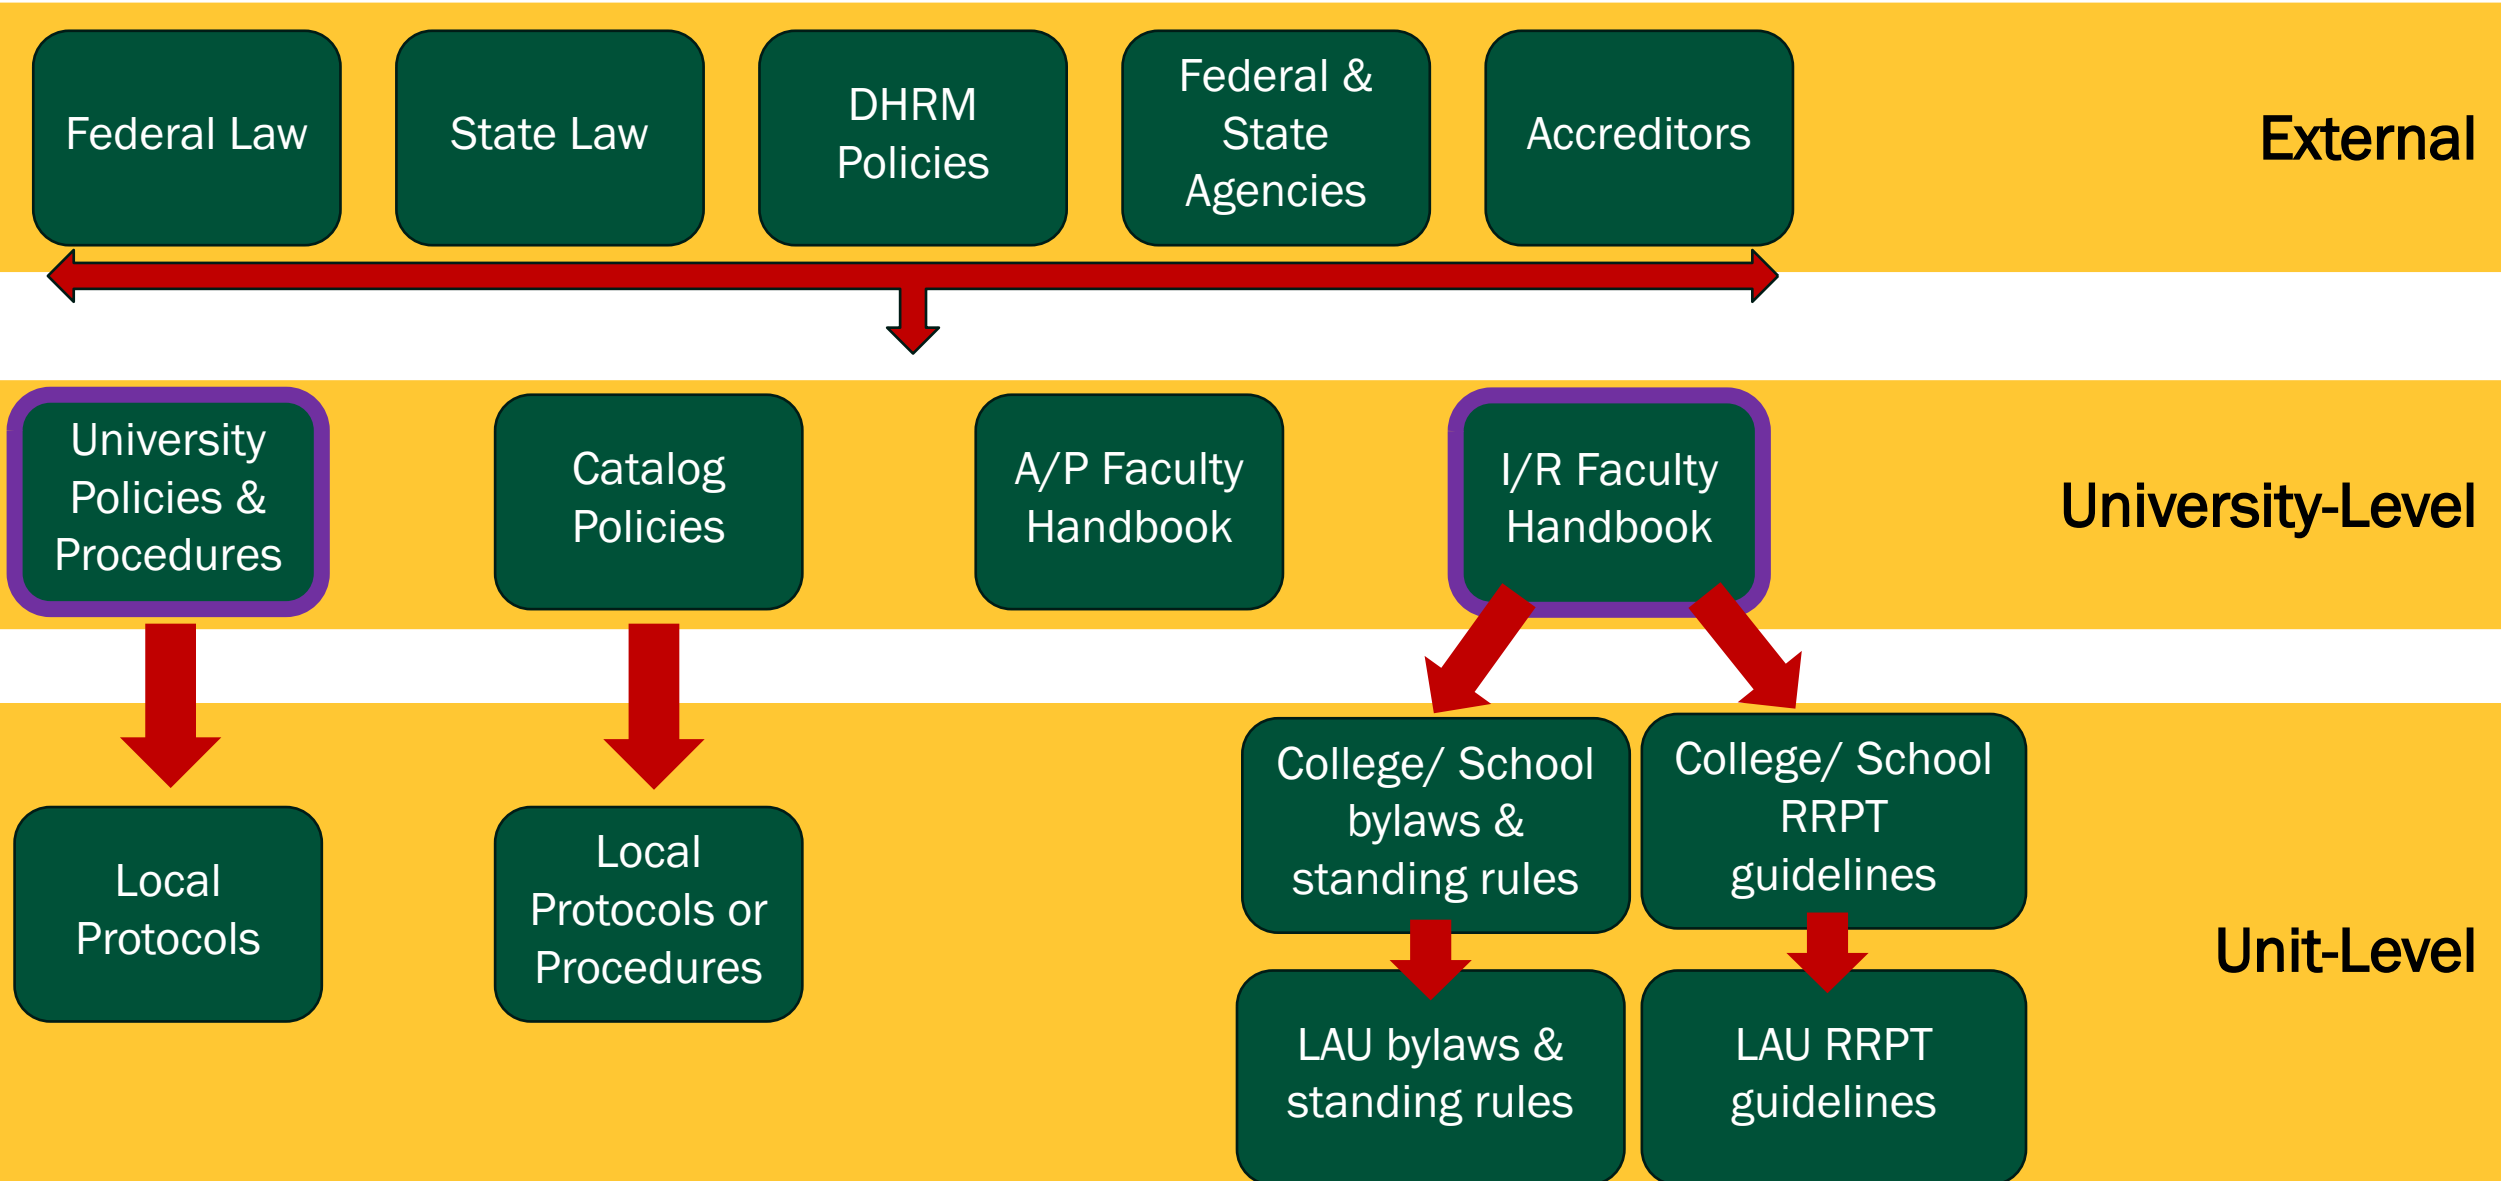 Federal Law
State Law
DHRM
Policies
Federal &
State
Agencies
Accreditors
External
University
Policies &
Procedures
Catalog
Policies
A/P Faculty
Handbook
I/R Faculty
Handbook
University-Level
Local
Protocols
Local
Protocols or
Procedures
College/ School
bylaws &
standing rules
College/ School
RRPT
guidelines
Unit-Level
LAU bylaws &
standing rules
LAU RRPT
guidelines